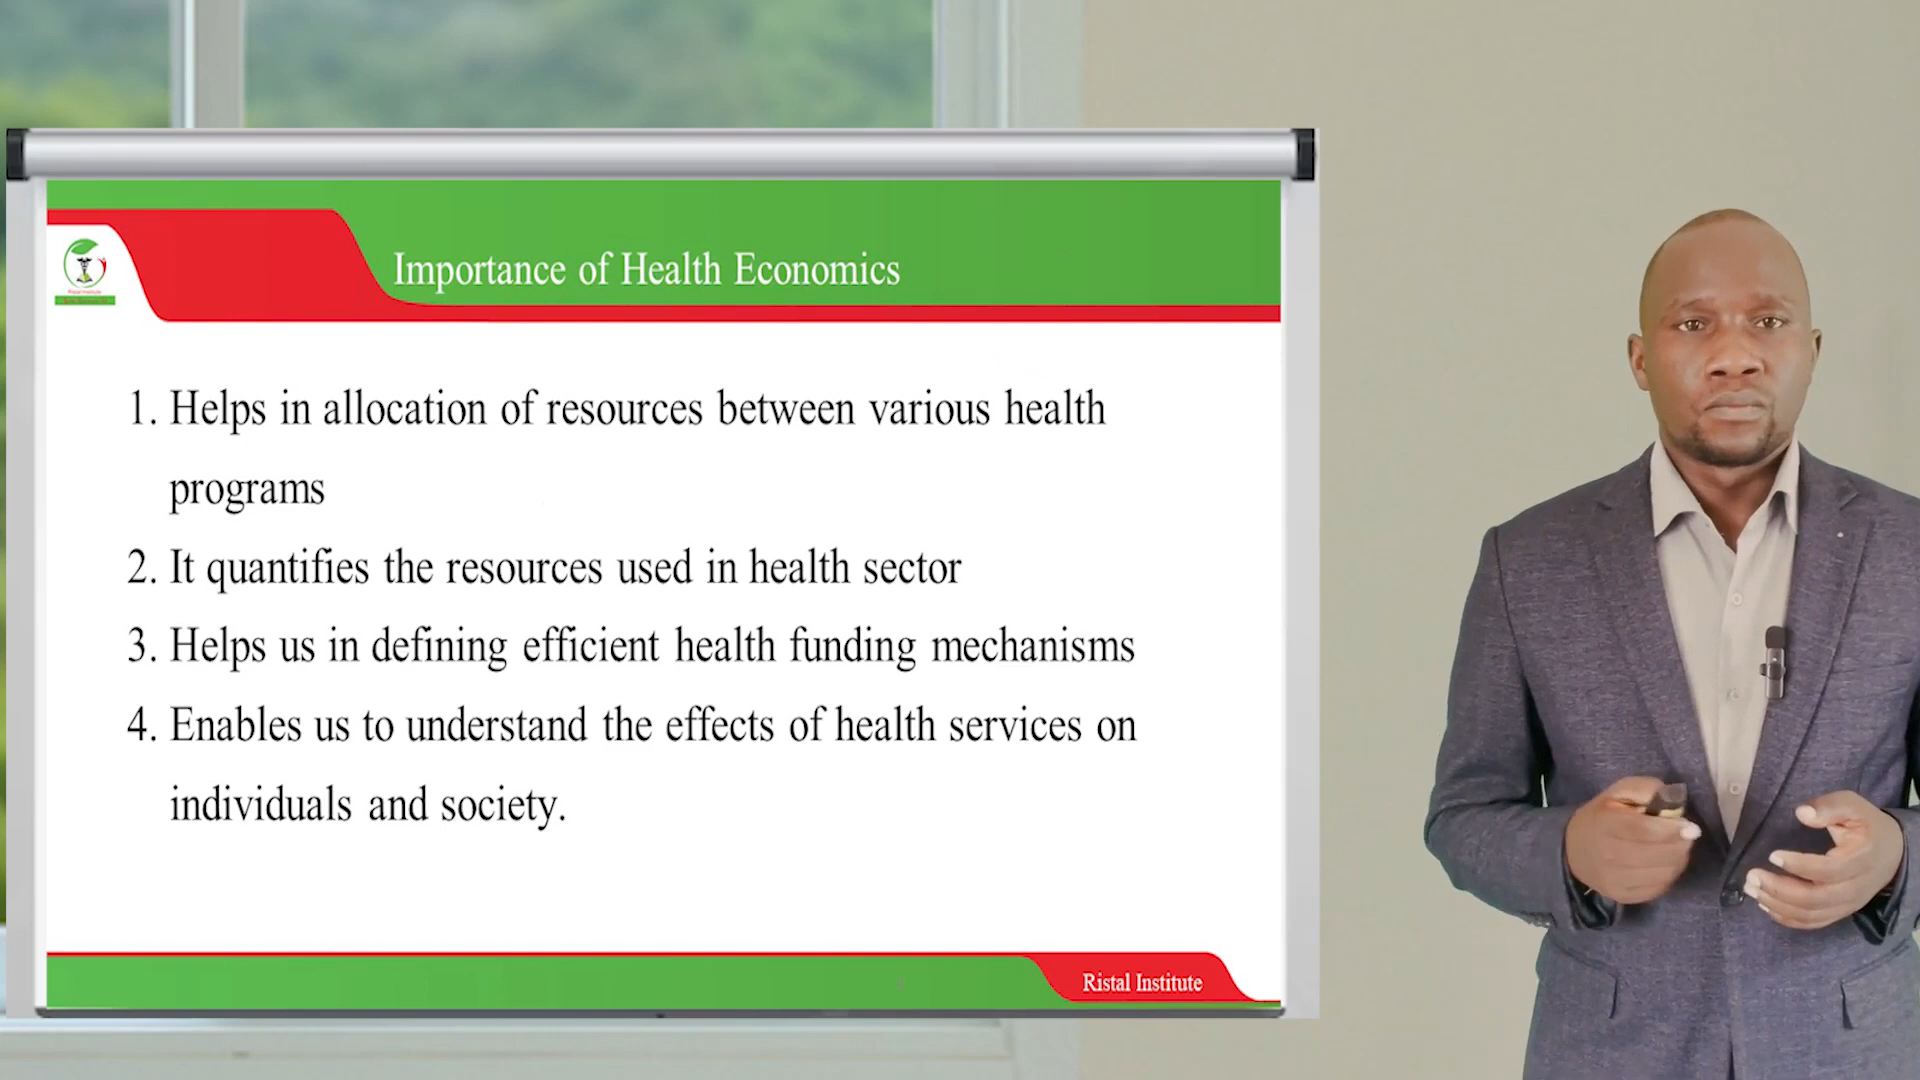 Importance of Health Economics
1. Helps in allocation of resources between various health
programs
2. It quantifies the resources used in health sector
3. Helps us in defining efficient health funding mechanisms
4. Enables us to understand the effects of health services on
individuals and society.
Ristal Institute